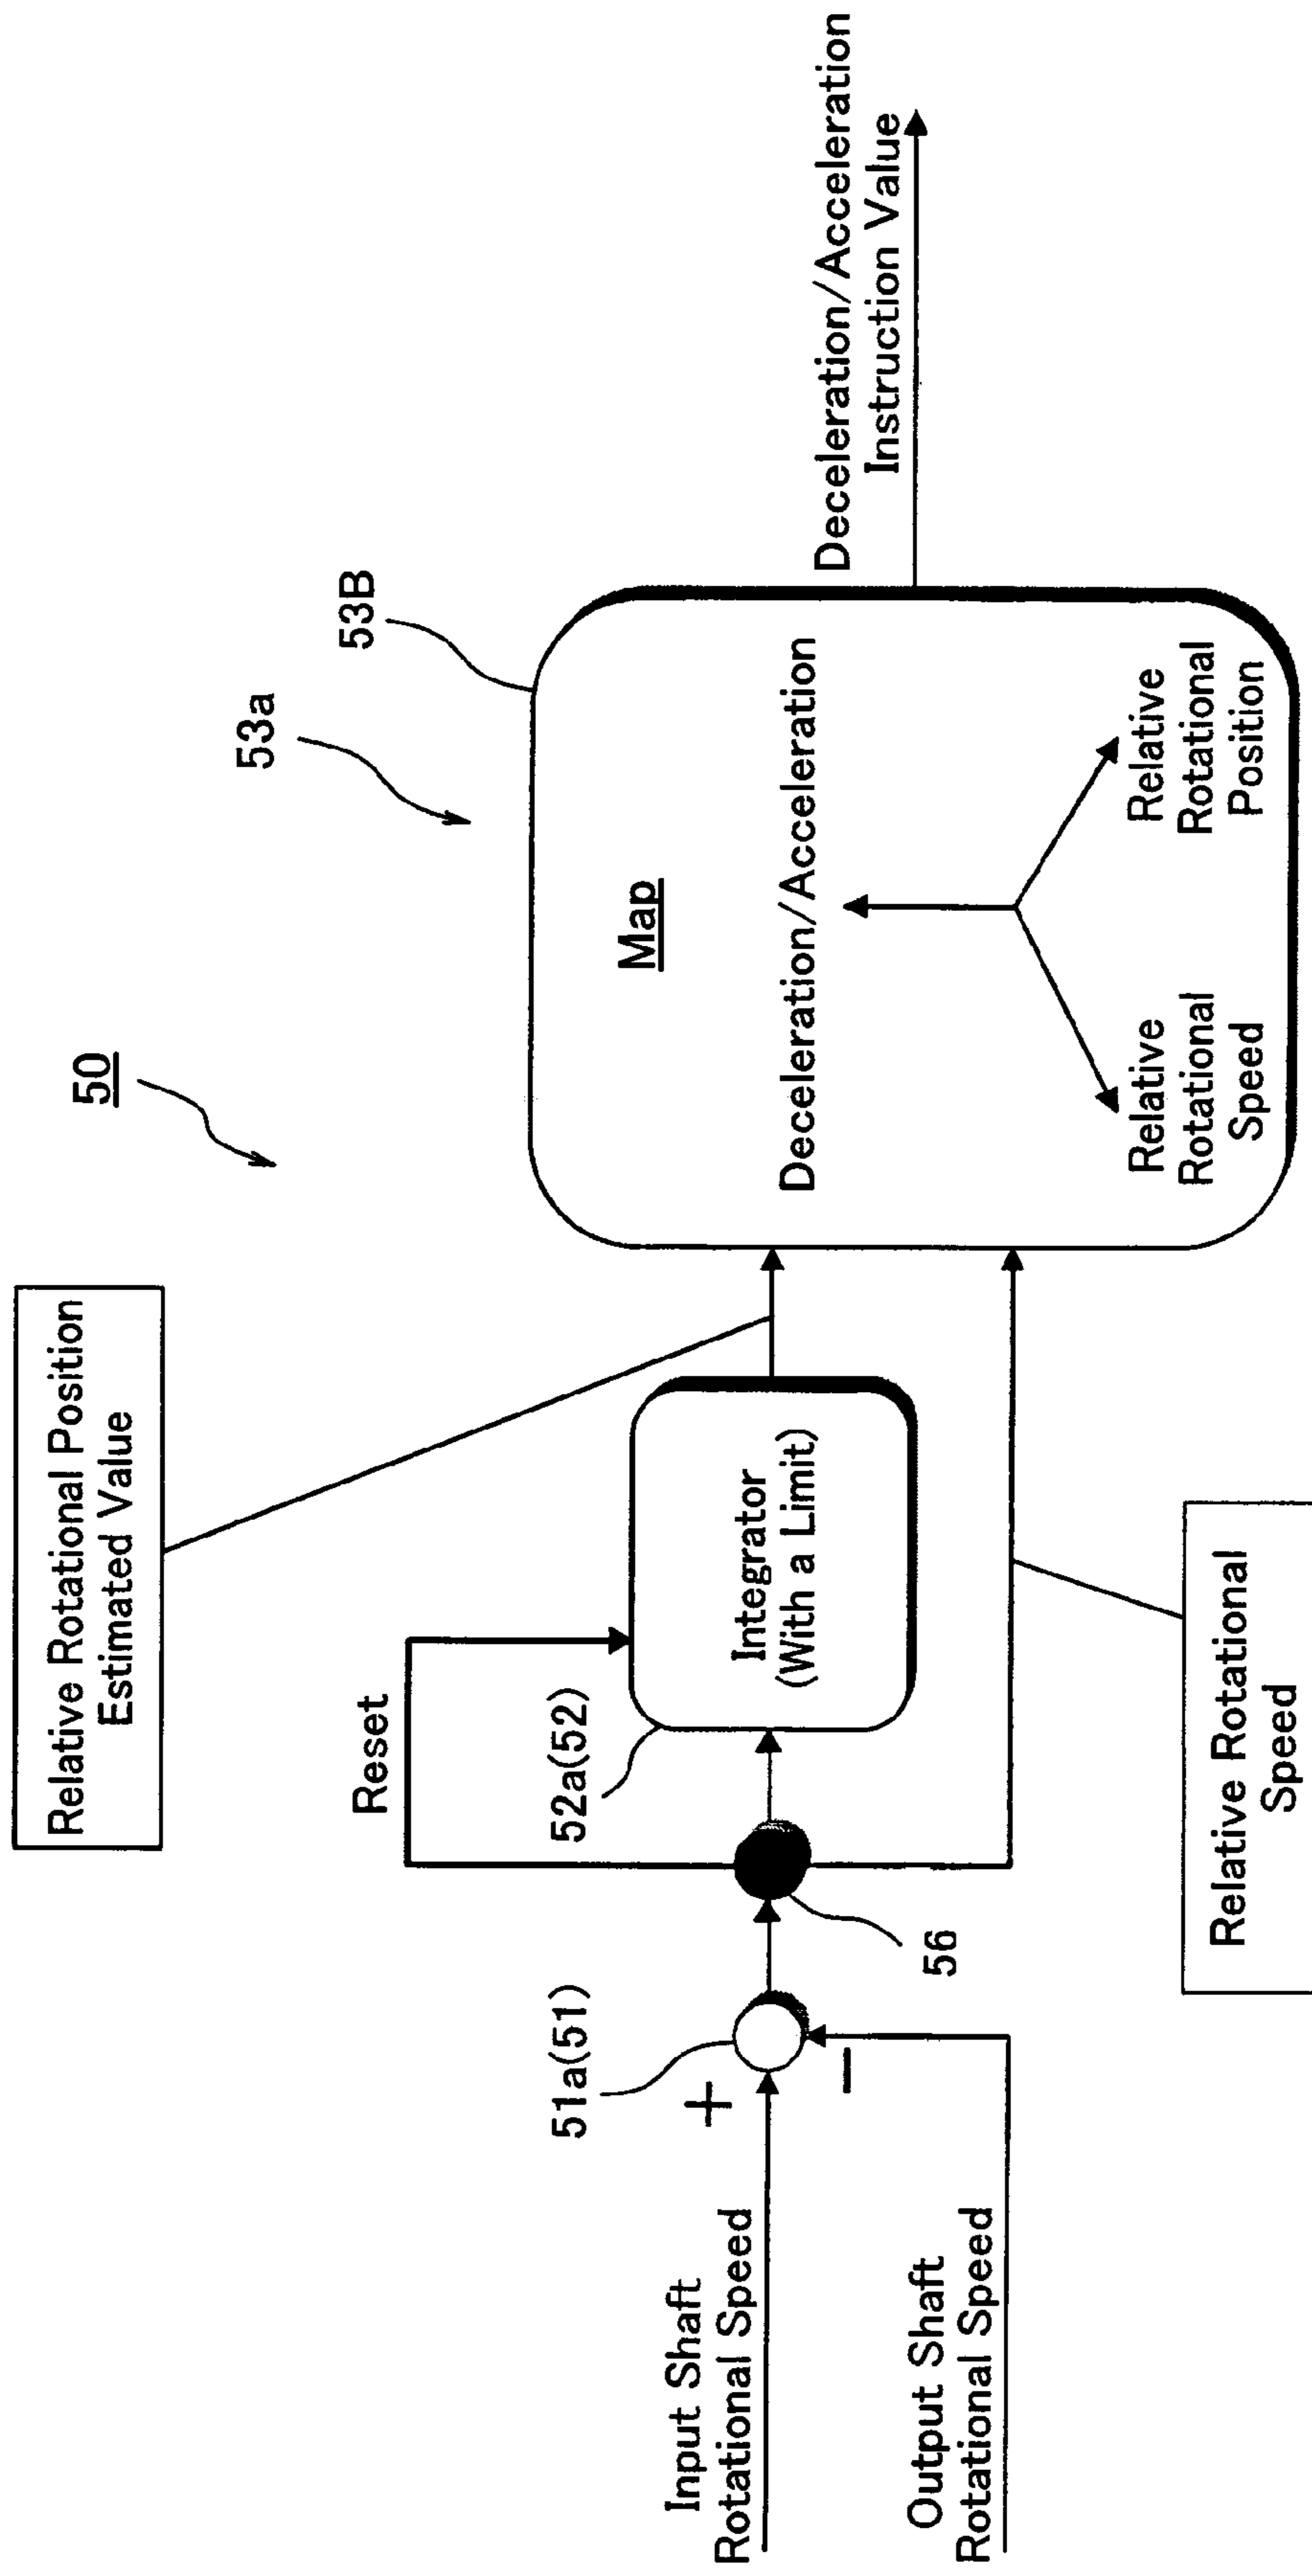 50
53a
53B
Relative Rotational Position
Estimated Value
Reset
52a(52)
Integrator
(With a Limit)
51a(51)
56
+
−
Input Shaft
Rotational Speed
Output Shaft
Rotational Speed
Relative Rotational
Speed
Map
Deceleration/Acceleration
Relative
Rotational
Speed
Relative
Rotational
Position
Deceleration/Acceleration
Instruction Value